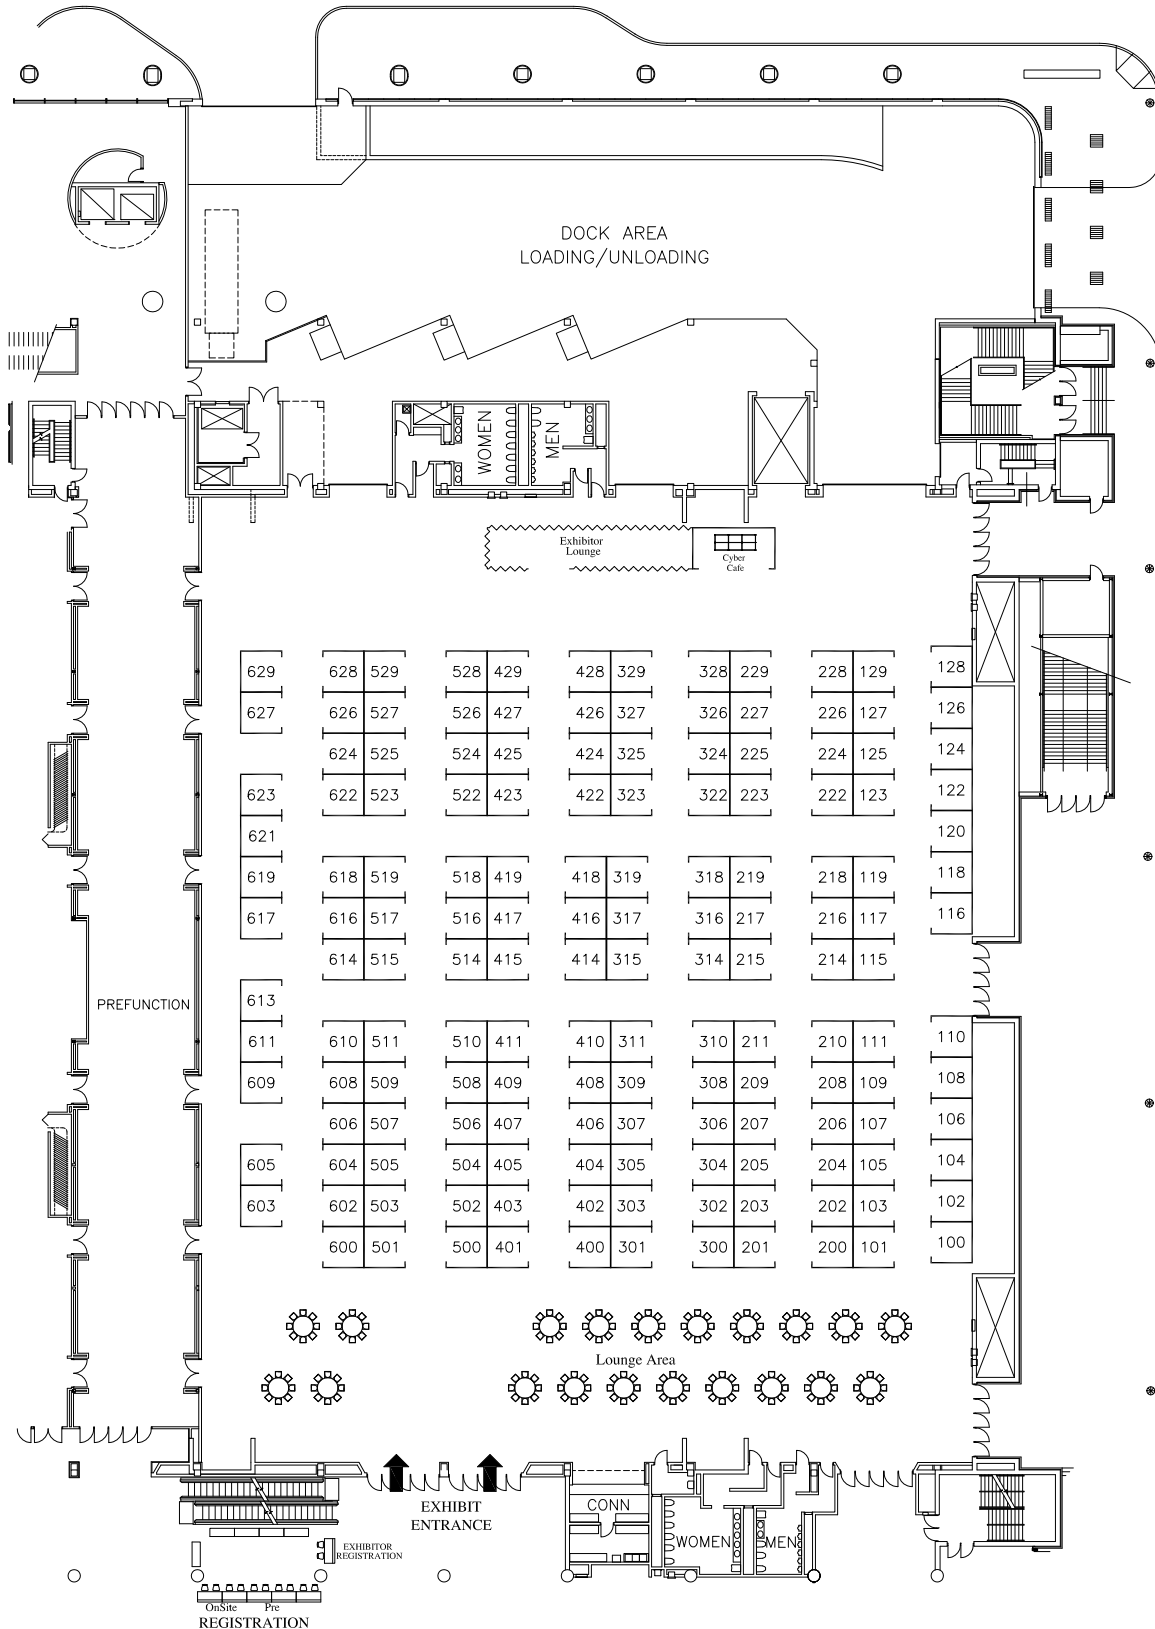 DOCK AREA
LOADING/UNLOADING
WOMEN
MEN
Exhibitor
Lounge
Cyber
Cafe
128
629 628 529 528 429 428 329 328 229 228 129
126
627 626 527 526 427 426 327 326 227 226 127
124
624 525 524 425 424 325 324 225 224 125
122
623 622 523 522 423 422 323 322 223 222 123
621 120
118
619 618 519 518 419 418 319 318 219 218 119
116
617 616 517 516 417 416 317 316 217 216 117
614 515 514 415 414 315 314 215 214 115
613
PREFUNCTION
110
611 610 511 510 411 410 311 310 211 210 111
108
609 608 509 508 409 408 309 308 209 208 109
106
606 507 506 407 406 307 306 207 206 107
104
605 604 505 504 405 404 305 304 205 204 105
102
603 602 503 502 403 402 303 302 203 202 103
100
600 501 500 401 400 301 300 201 200 101
Lounge Area
EXHIBIT
ENTRANCE
CONN
WOMEN
MEN
EXHIBITOR
REGISTRATION
OnSite Pre
REGISTRATION